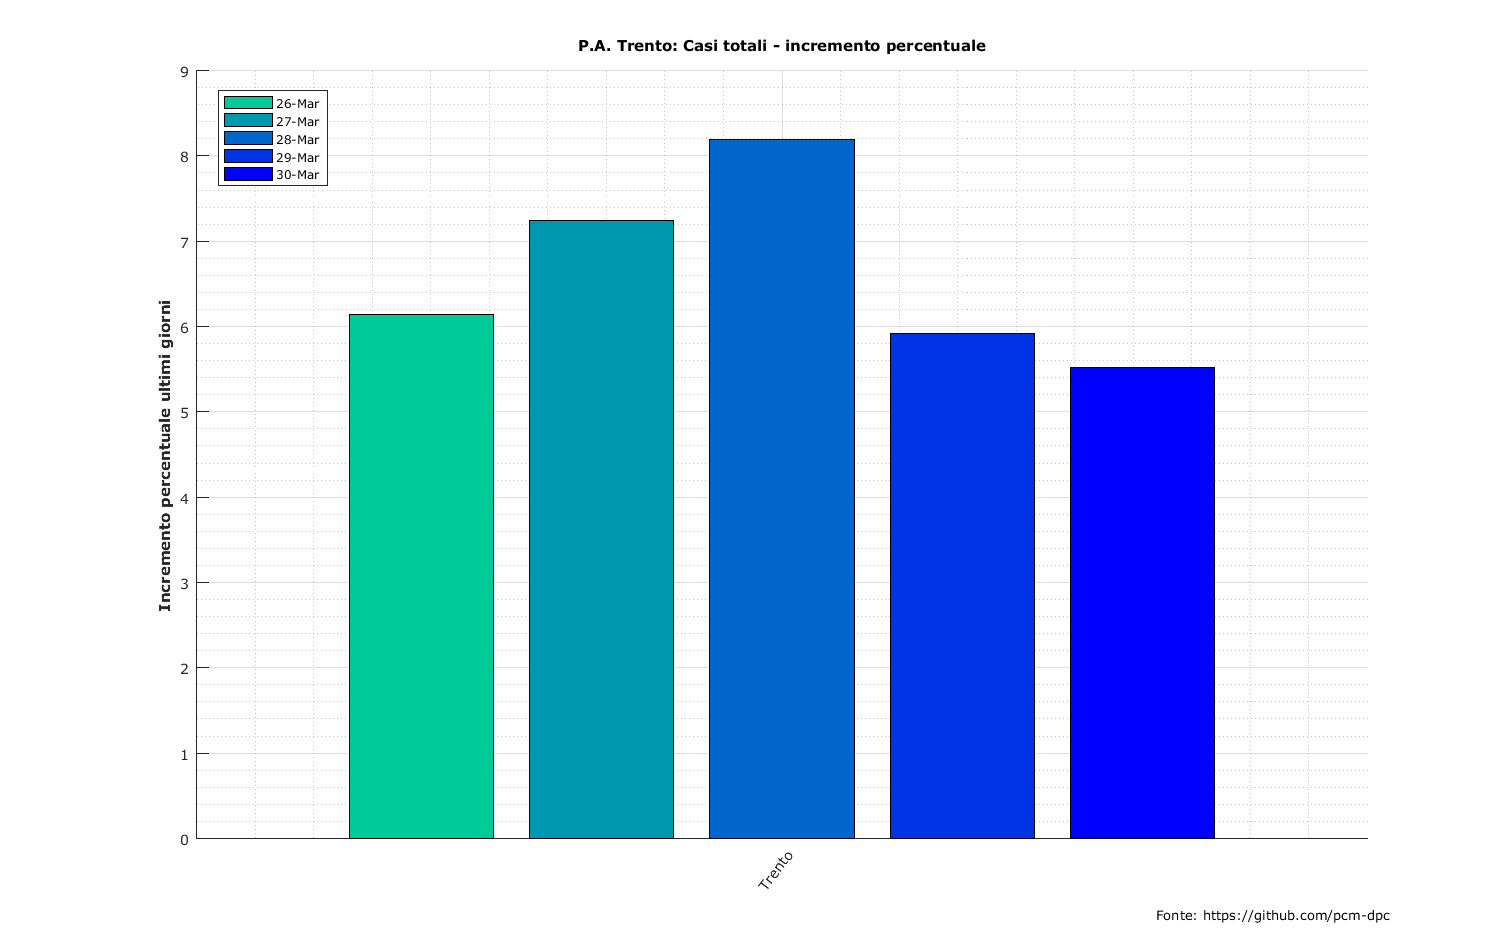 P.A. Trento: Casi totali - incremento percentuale
9
8
7
6
5
4
3
2
1
0
26-Mar
27-Mar
28-Mar
29-Mar
30-Mar
Incremento percentuale ultimi giorni
Trento
Fonte: https://github.com/pcm-dpc